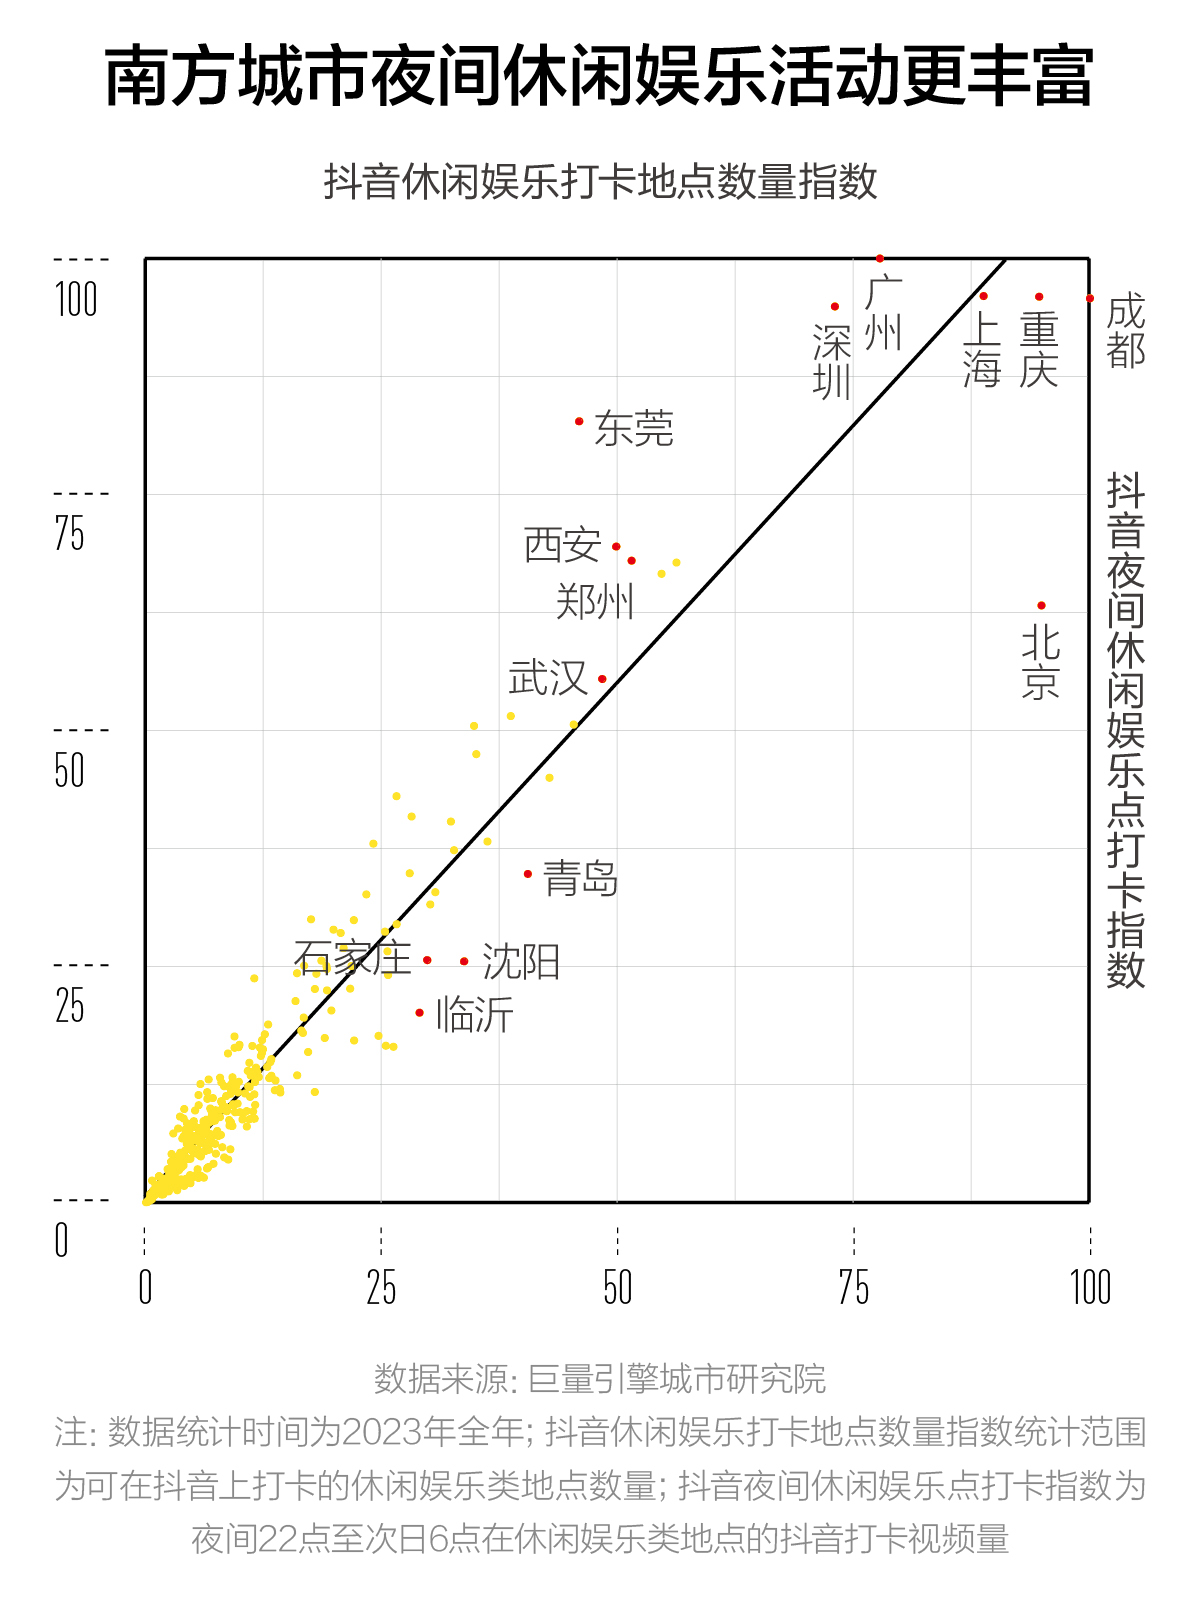 南方城市夜间休闲娱乐活动更丰富
抖音休闲娱乐打卡地点数量指数
100
75
50
25
0
广州
深圳
上海
重庆
成都
东莞
西安
郑州
北京
武汉
青岛
石家庄
沈阳
临沂
抖音夜间休闲娱乐点打卡指数
0
25
50
75
100
数据来源: 巨量引擎城市研究院
注: 数据统计时间为2023年全年; 抖音休闲娱乐打卡地点数量指数统计范围
为可在抖音上打卡的休闲娱乐类地点数量; 抖音夜间休闲娱乐点打卡指数为
夜间22点至次日6点在休闲娱乐类地点的抖音打卡视频量